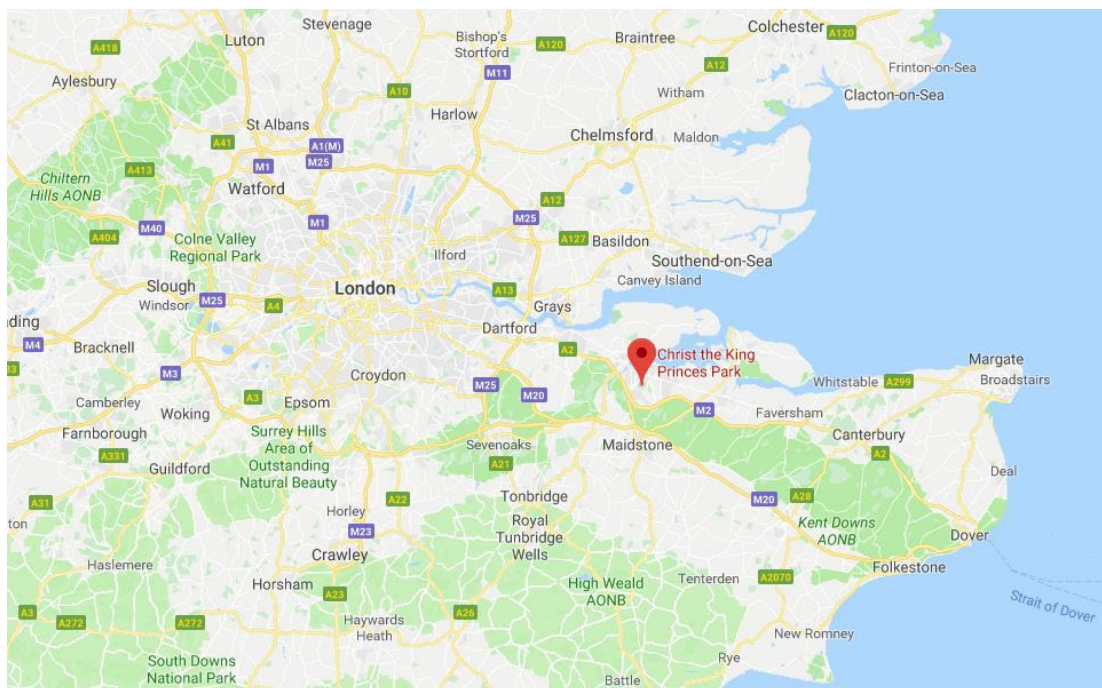 Stevenage
Colchester
A120
A418
Luton
Bishop's
Stortford
A120
Braintree
Aylesbury
M11
A12
Frinton-on-Sea
A10
Witham
Clacton-on-Sea
Harlow
St Albans
Chelmsford
Maldon
A41
A1(M)
M25
M1
A413
Chiltern
Hills AONB
Watford
A12
M1
M25
M40
A404
Colne Valley
Regional Park
A127
Basildon
Ilford
Southend-on-Sea
Canvey Island
Slough
Windsor
M25
A4
London
A13
Grays
ding
M4
Dartford
A2
Bracknell
33
M3
Christ the King
Princes Park
Margate
Broadstairs
Whitstable
A299
Croydon
M25
M20
Camberley
Woking
A3
Epsom
M2
Faversham
Farnborough
Surrey Hills
Area of
Outstanding
Natural Beauty
Sevenoaks
Maidstone
Canterbury
A331
A21
A2
Guildford
Deal
A31
A22
Tonbridge
M20
A28
ton
Horley
M23
Royal
Tunbridge
Wells
Kent Downs
AONB
Dover
Crawley
Haslemere
Folkestone
Horsham
High Weald
AONB
Tenterden
A2070
A23
Strait of Dover
A3
A272
A272
Haywards
Heath
A26
New Romney
South Downs
National Park
Rye
Battle